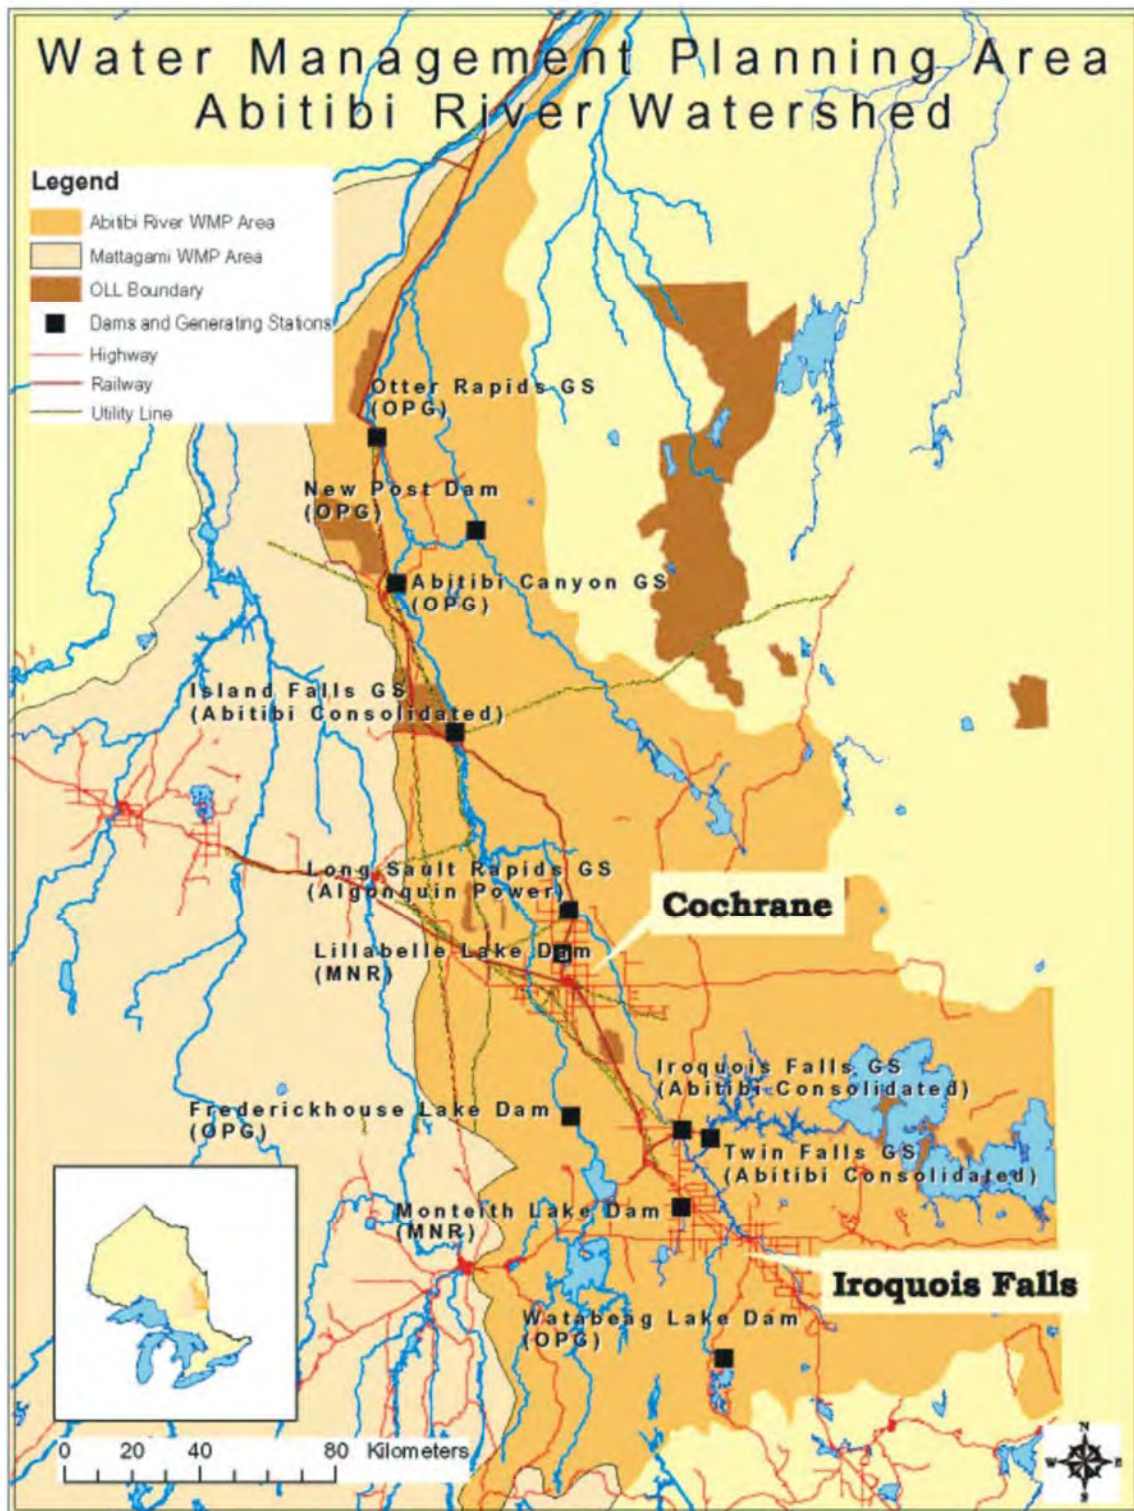 Water Management Planning Area
Abitibi River Watershed
Legend
Abitibi River WMP Area
Mattagami WMP Area
OLL Boundary
Dams and Generating Stations
Highway
Railway
Utility Line
Otter Rapids GS
(OPG)
New Post Dam
(OPG)
Abitibi Canyon GS
(OPG)
Island Falls GS
(Abitibi Consolidated)
Long Sault Rapids GS
(Algonquin Power)
Cochrane
Lillabelle Lake Dam
(MNR)
Iroquois Falls GS
(Abitibi Consolidated)
Frederickhouse Lake Dam
(OPG)
Twin Falls GS
(Abitibi Consolidated)
Monteith Lake Dam
(MNR)
Iroquois Falls
Watabeag Lake Dam
(OPG)
0 20 40 80 Kilometers
N
W E
S